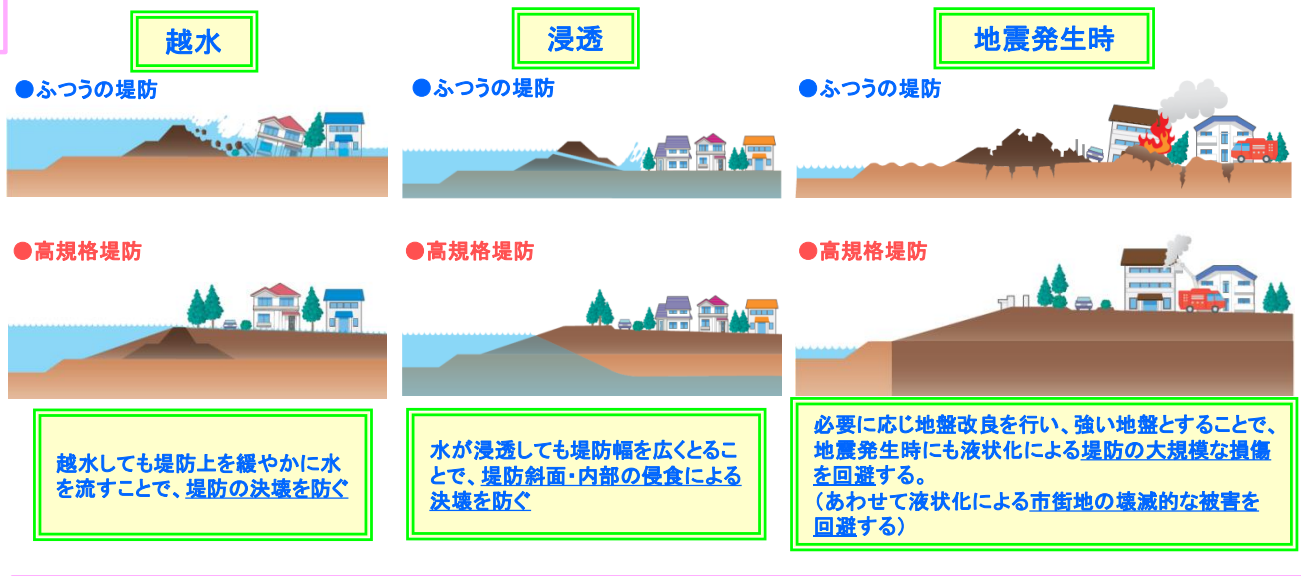 越水
浸透
地震発生時
●ふつうの堤防
●ふつうの堤防
●ふつうの堤防
●高規格堤防
●高規格堤防
●高規格堤防
越水しても堤防上を緩やかに水
を流すことで、堤防の決壊を防ぐ
水が浸透しても堤防幅を広くとるこ
とで、堤防斜面・内部の侵食による
決壊を防ぐ
必要に応じ地盤改良を行い、強い地盤とすることで、
地震発生時にも液状化による堤防の大規模な損傷
を回避する。
（あわせて液状化による市街地の壊滅的な被害を
回避する）